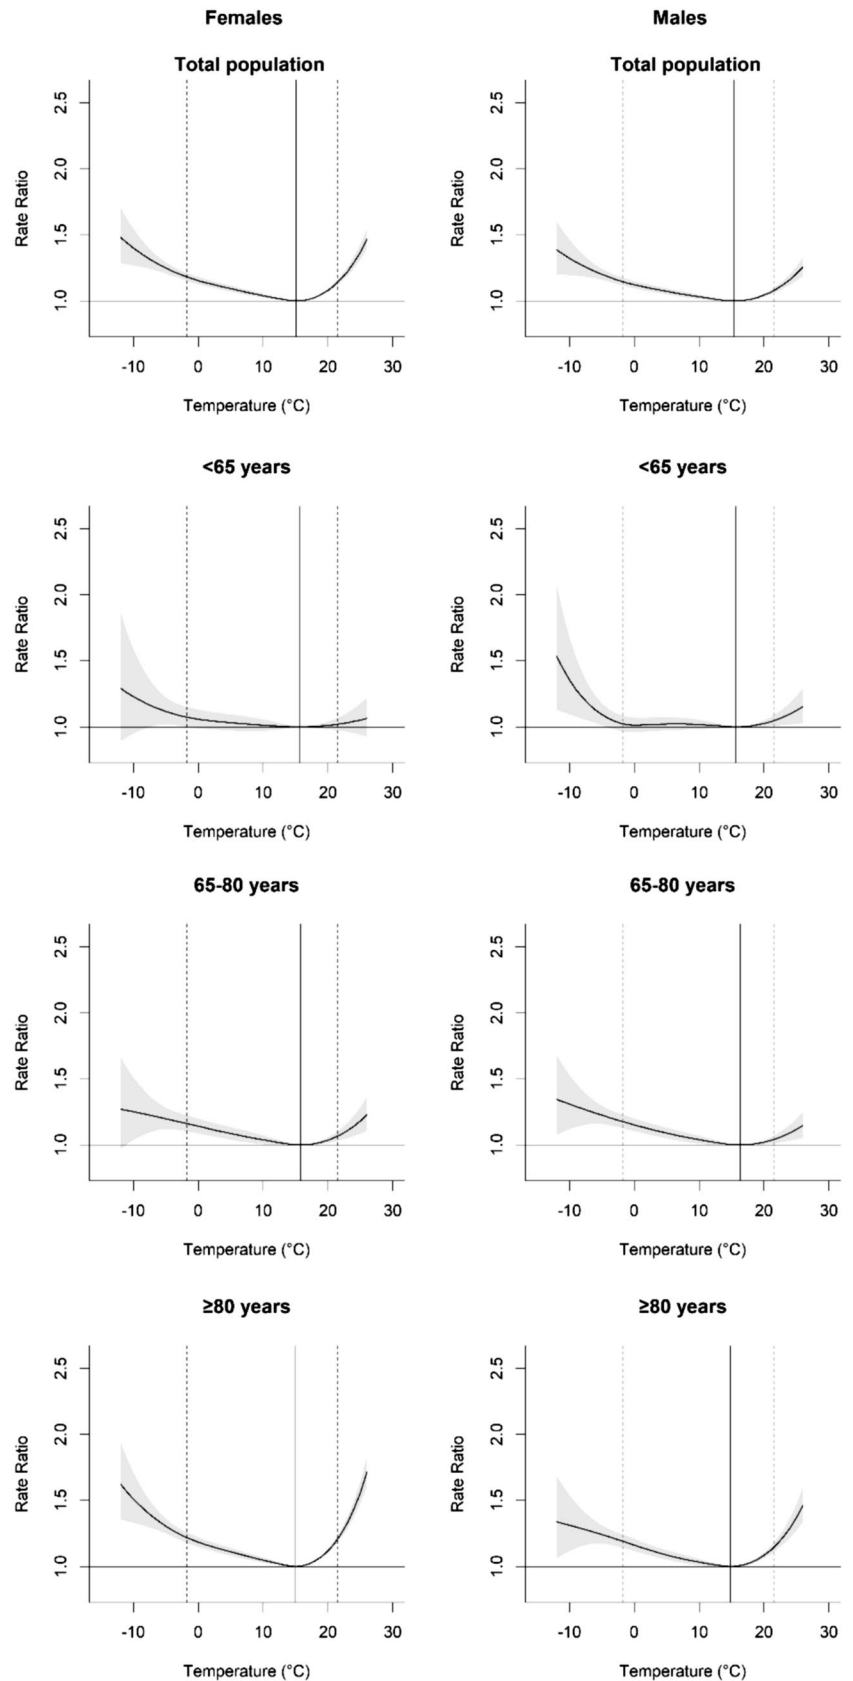 Females Males
Total population Total population
2.5 2.5
2.0 2.0
Rate Ratio Rate Ratio
1.5 1.5
1.0 1.0
-10 0 10 20 30 -10 0 10 20 30
Temperature (°C) Temperature (°C)
<65 years <65 years
2.5 2.5
2.0 2.0
Rate Ratio Rate Ratio
1.5 1.5
1.0 1.0
-10 0 10 20 30 -10 0 10 20 30
Temperature (°C) Temperature (°C)
65-80 years 65-80 years
2.5 2.5
2.0 2.0
Rate Ratio Rate Ratio
1.5 1.5
1.0 1.0
-10 0 10 20 30 -10 0 10 20 30
Temperature (°C) Temperature (°C)
≥80 years ≥80 years
2.5 2.5
2.0 2.0
Rate Ratio Rate Ratio
1.5 1.5
1.0 1.0
-10 0 10 20 30 -10 0 10 20 30
Temperature (°C) Temperature (°C)